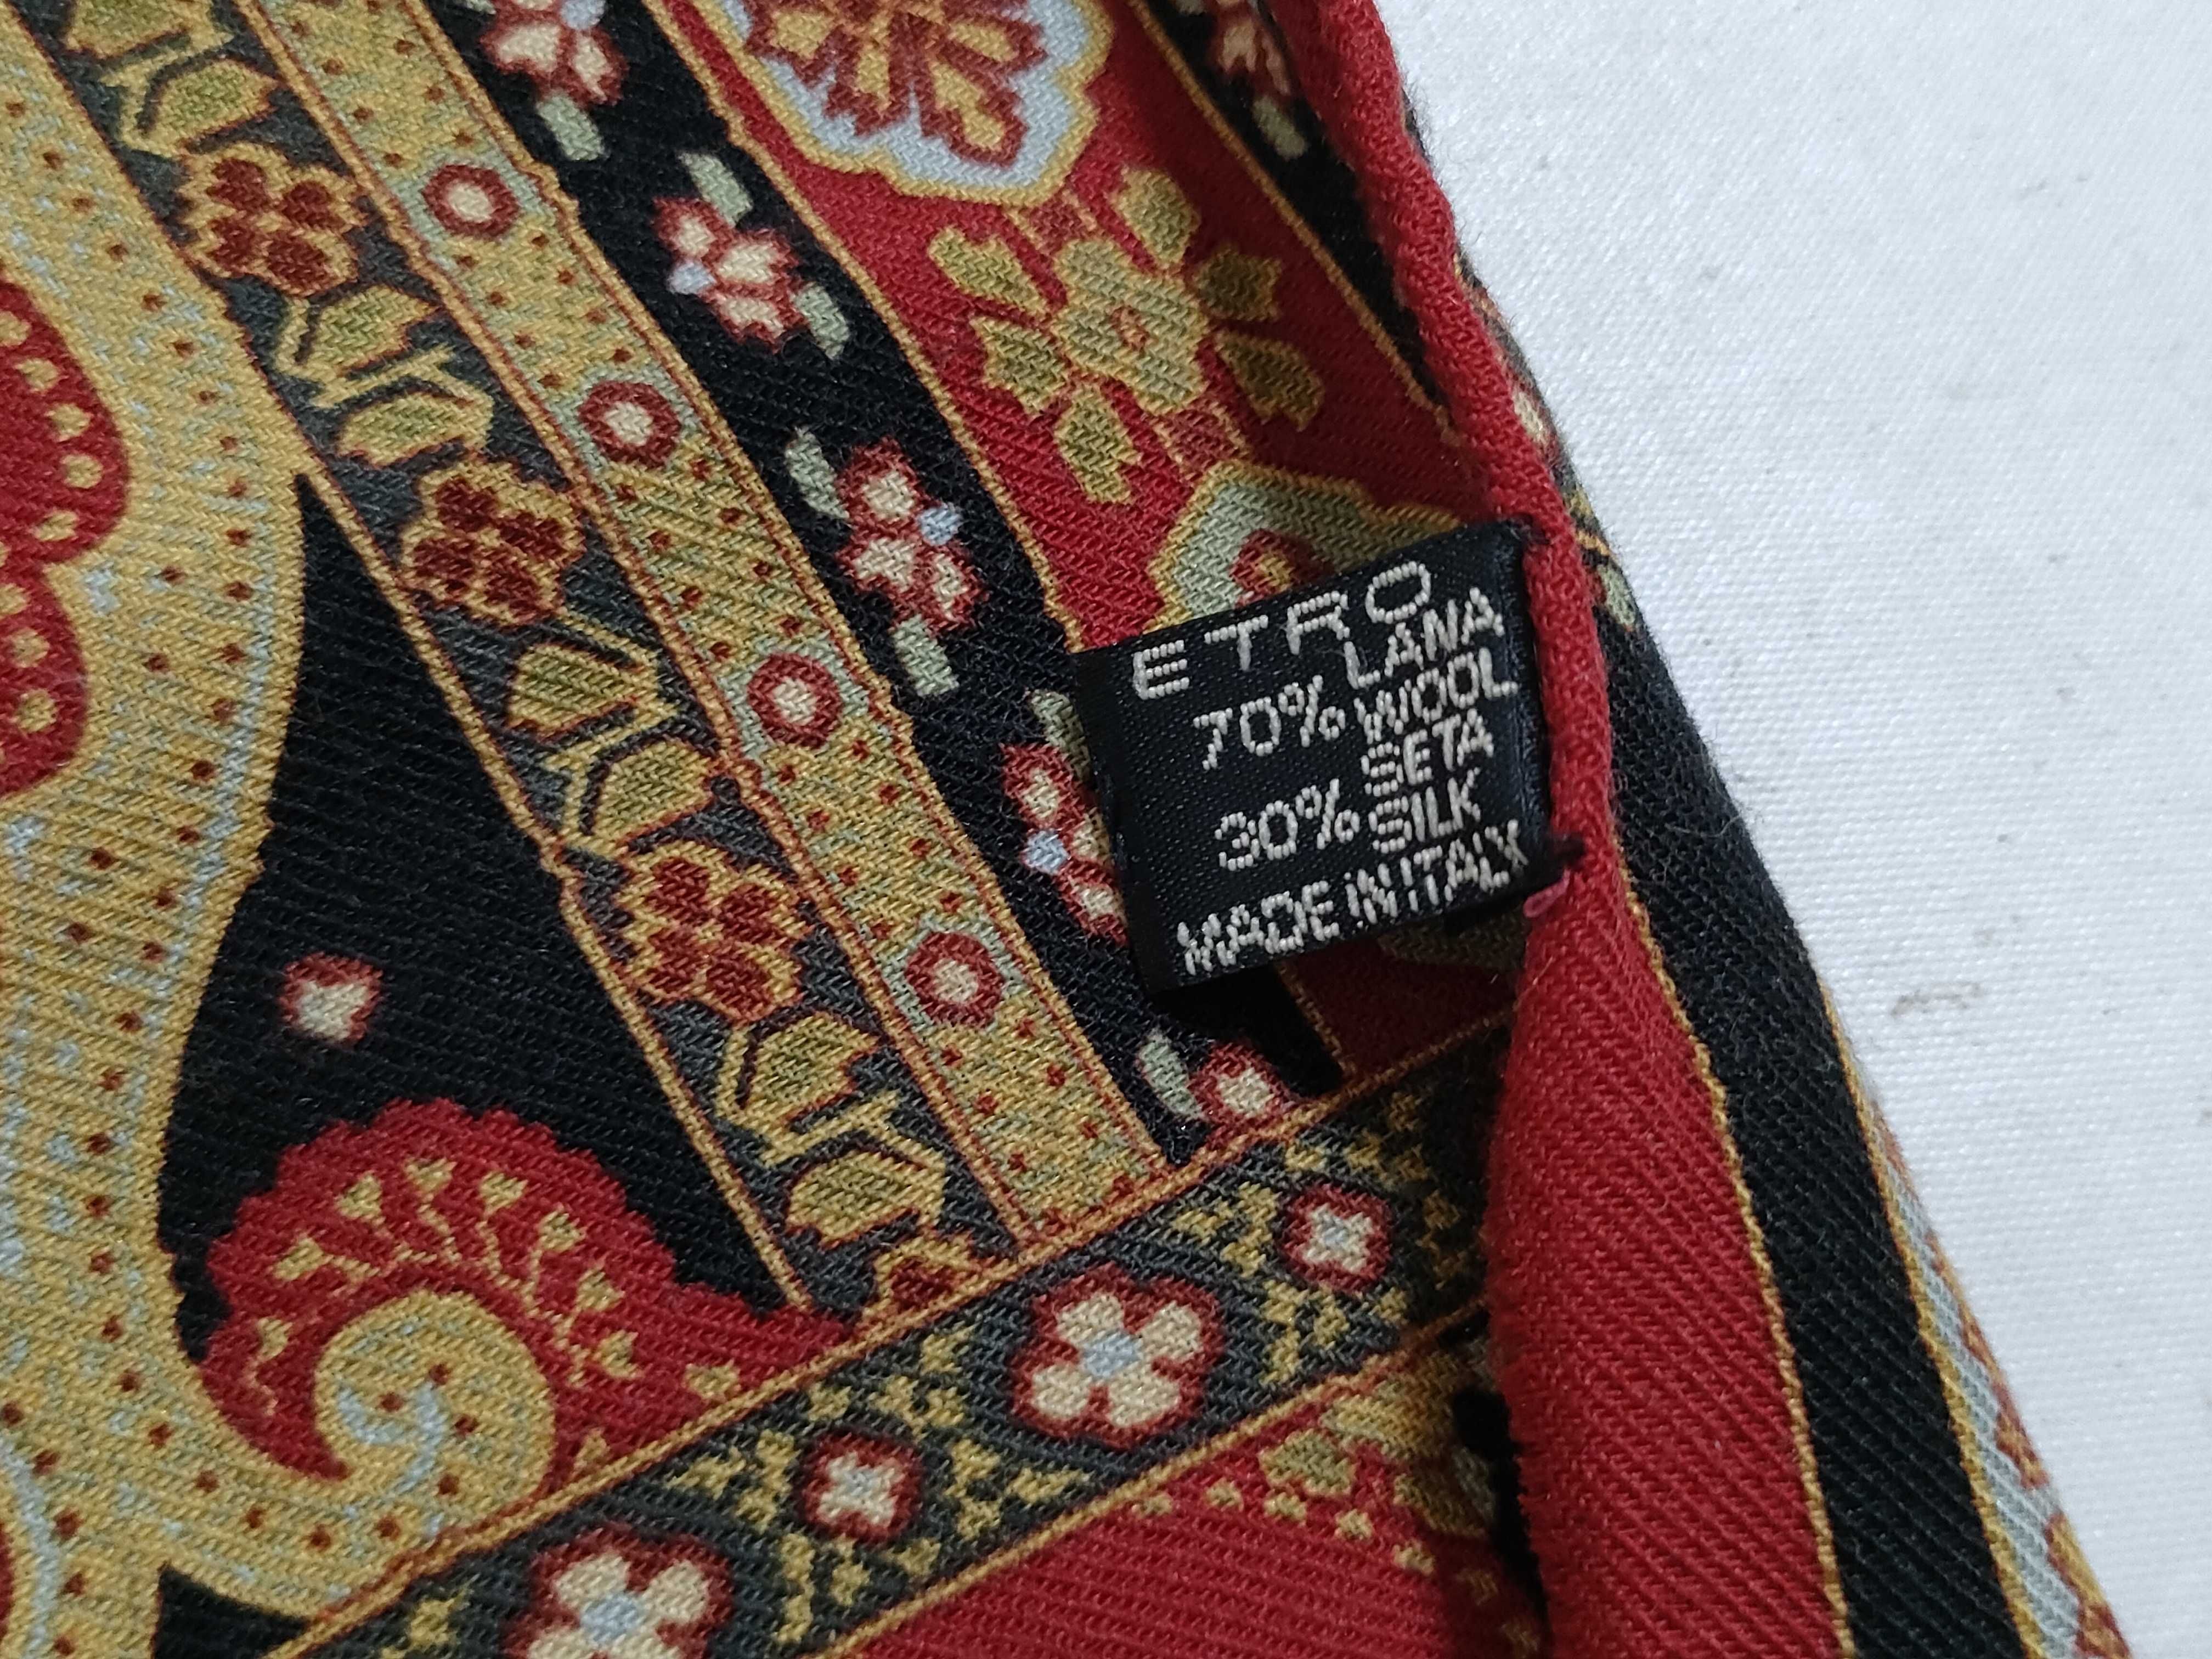 ETRO
70% LANA
WOOL
30% SETA
SILK
MADE IN ITALY